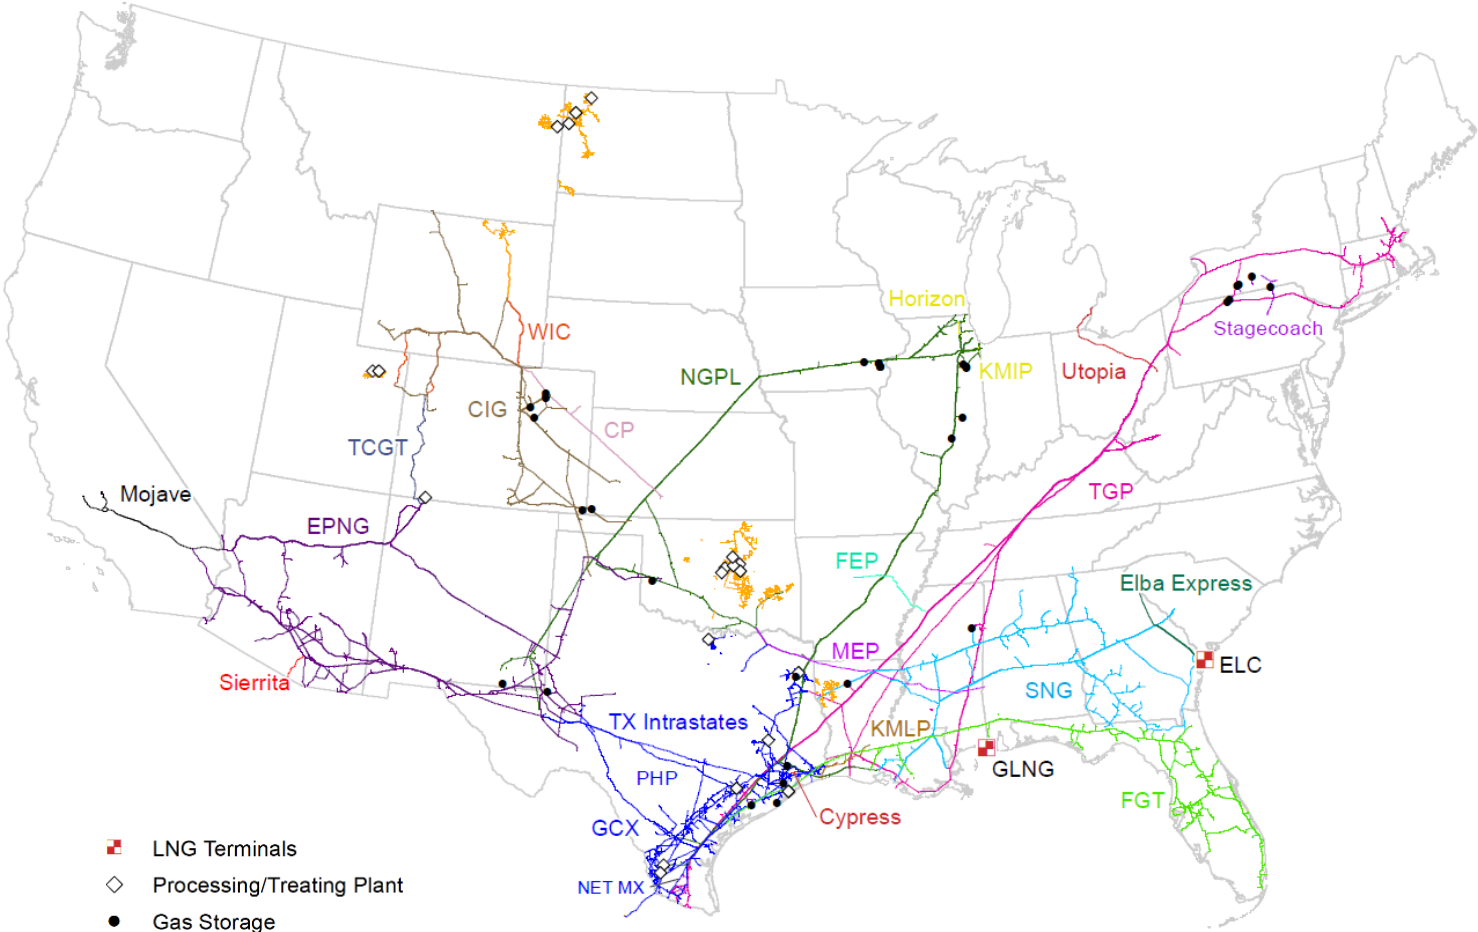 Horizon
WIC
Stagecoach
NGPL
KMIP
Utopia
CIG
CP
TCGT
Mojave
TGP
EPNG
FEP
Elba Express
MEP
ELC
Sierrita
SNG
TX Intrastates
KMLP
GLNG
PHP
FGT
Cypress
GCX
NET MX
LNG Terminals
Processing/Treating Plant
Gas Storage